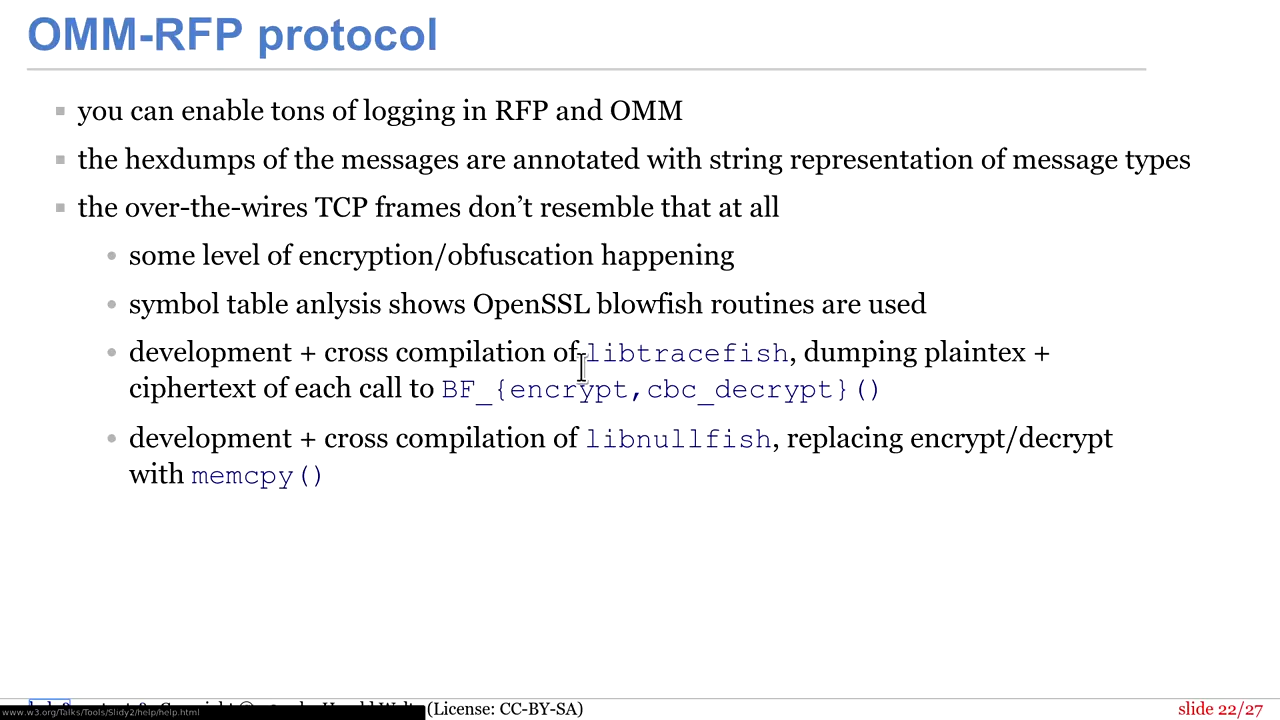 OMM-RFP protocol
you can enable tons of logging in RFP and OMM
the hexdumps of the messages are annotated with string representation of message types
the over-the-wires TCP frames don’t resemble that at all
some level of encryption/obfuscation happening
symbol table anlysis shows OpenSSL blowfish routines are used
development + cross compilation of libtracefish, dumping plaintex +
ciphertext of each call to BF_{encrypt,cbc_decrypt}()
development + cross compilation of libnullfish, replacing encrypt/decrypt
with memcpy()
(License: CC-BY-SA)
slide 22/27
www.w3.org/Talks/Tools/Slidy2/help/help.html